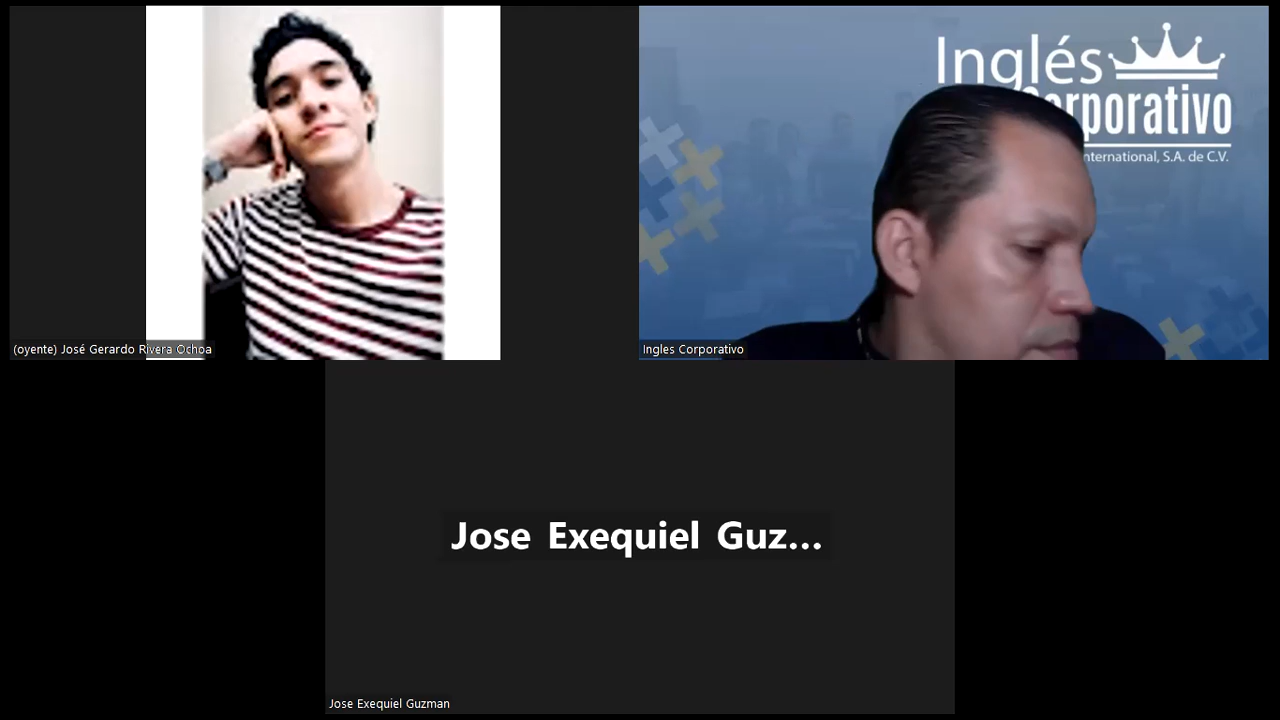 Inglés
Corporativo
International, S.A. de C.V.
(oyente) José Gerardo Rivera Ochoa
Ingles Corporativo
Jose Exequiel Guz...
Jose Exequiel Guzman